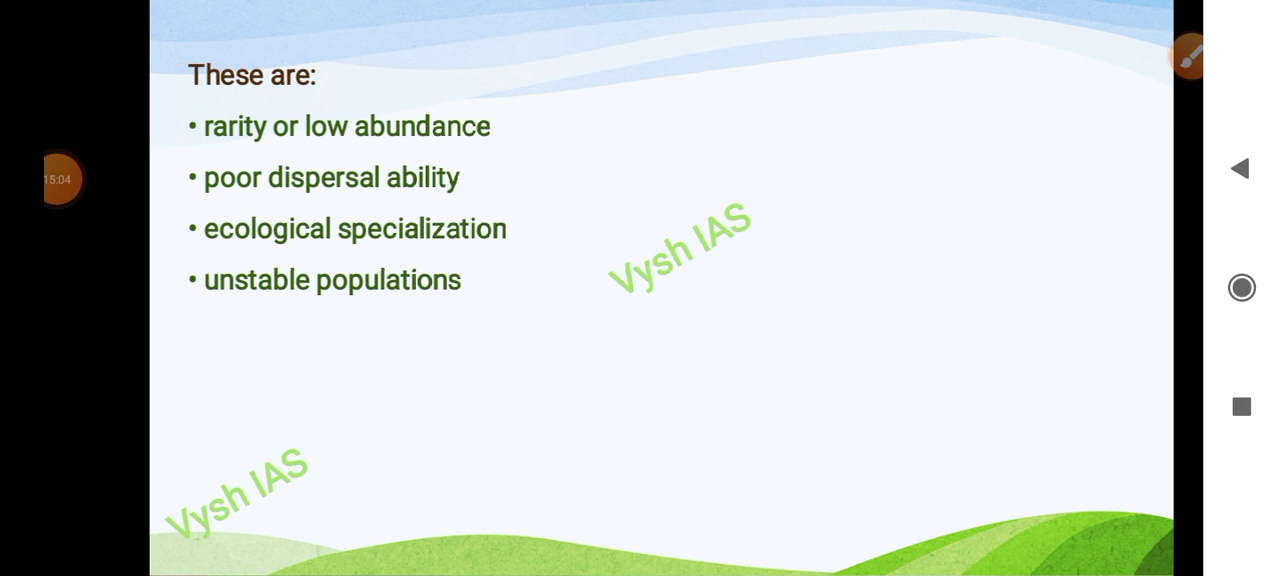 These are:
• rarity or low abundance
15:04
• poor dispersal ability
• ecological specialization
Vysh IAS
• unstable populations
Vysh IAS